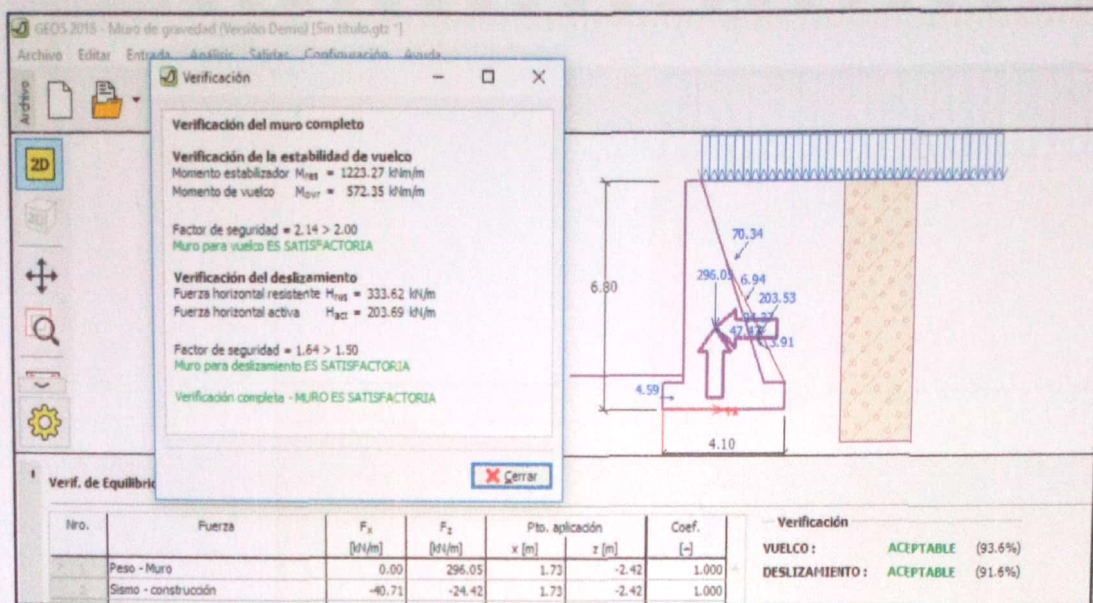 GEO5 2018 - Muro de gravedad (Versión Demo) [Sin título.gtz *]
Archivo Editar Entrada Análisis Salidas Configuración Ayuda
Archivo
Verificación
Verificación del muro completo
Verificación de la estabilidad de vuelco
Momento estabilizador Mres = 1223.27 kNm/m
Momento de vuelco Movr = 572.35 kNm/m
Factor de seguridad = 2.14 > 2.00
Muro para vuelco ES SATISFACTORIA
Verificación del deslizamiento
Fuerza horizontal resistente Hres = 333.62 kN/m
Fuerza horizontal activa Hact = 203.69 kN/m
Factor de seguridad = 1.64 > 1.50
Muro para deslizamiento ES SATISFACTORIA
Verificación completa - MURO ES SATISFACTORIA
Cerrar
2D
6.80
70.34
296.05
6.94
203.53
47.47
3.91
4.59
+x
4.10
Verif. de Equilibrio
Nro. Fuerza Fx Fz Pto. aplicación Coef.
[kN/m] [kN/m] x [m] z [m] [-]
1 Peso - Muro 0.00 296.05 1.73 -2.42 1.000
2 Sismo - construcción -40.71 -24.42 1.73 -2.42 1.000
Verificación
VUELCO : ACEPTABLE (93.6%)
DESLIZAMIENTO : ACEPTABLE (91.6%)